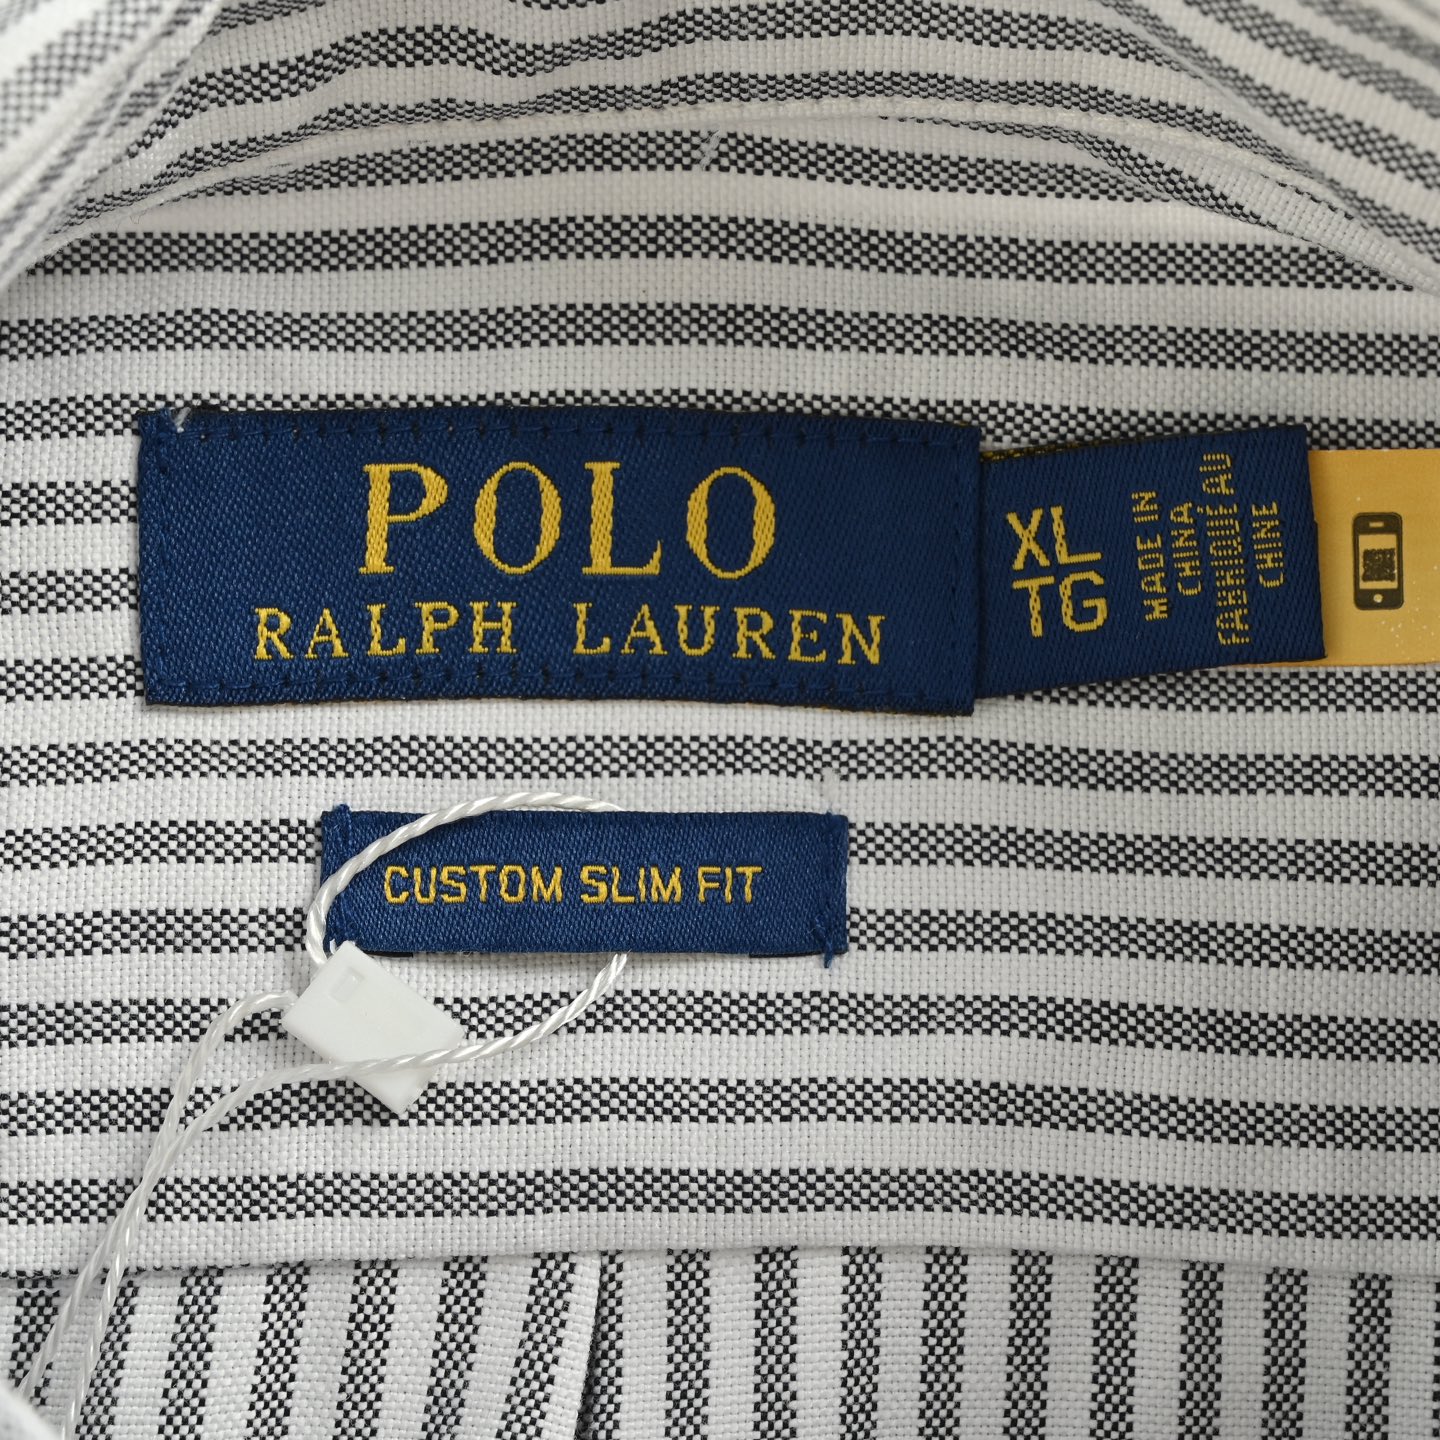 POLO
RALPH LAUREN
XL
TG
MADE IN
CHINA
FABRIQUÉ AU
CHINE
CUSTOM SLIM FIT